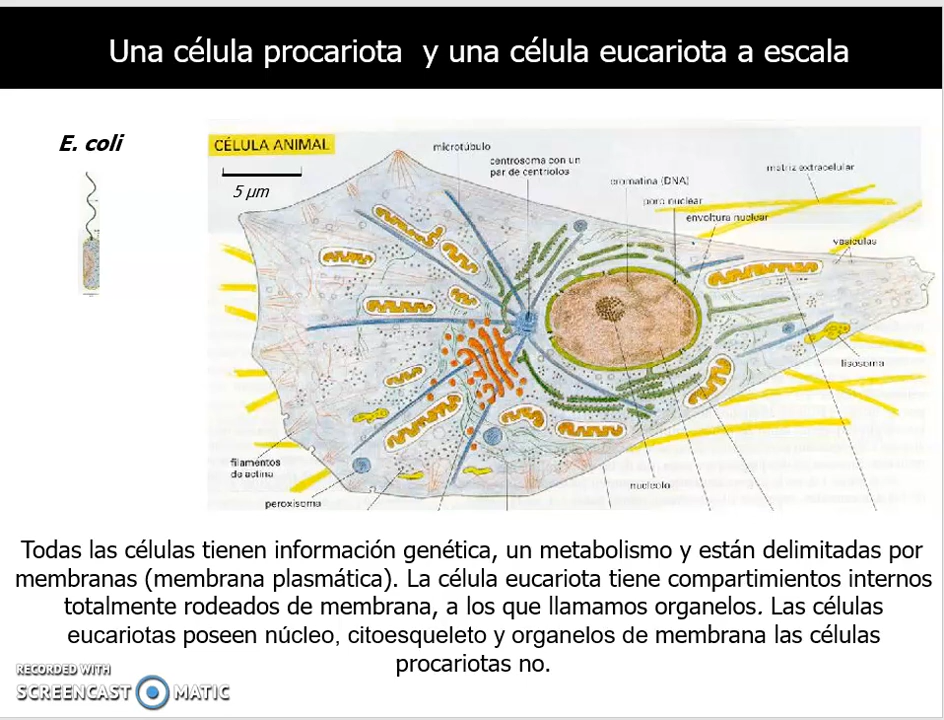 Una célula procariota y una célula eucariota a escala
E. coli
CÉLULA ANIMAL
5 µm
microtúbulo
centrosoma con un
par de centriolos
cromatina (DNA)
poro nuclear
envoltura nuclear
matriz extracelular
vesículas
lisosoma
filamentos
de actina
peroxisoma
nucleolo
Todas las células tienen información genética, un metabolismo y están delimitadas por
membranas (membrana plasmática). La célula eucariota tiene compartimientos internos
totalmente rodeados de membrana, a los que llamamos organelos. Las células
eucariotas poseen núcleo, citoesqueleto y organelos de membrana las células
procariotas no.
RECORDED WITH
SCREENCAST MATIC